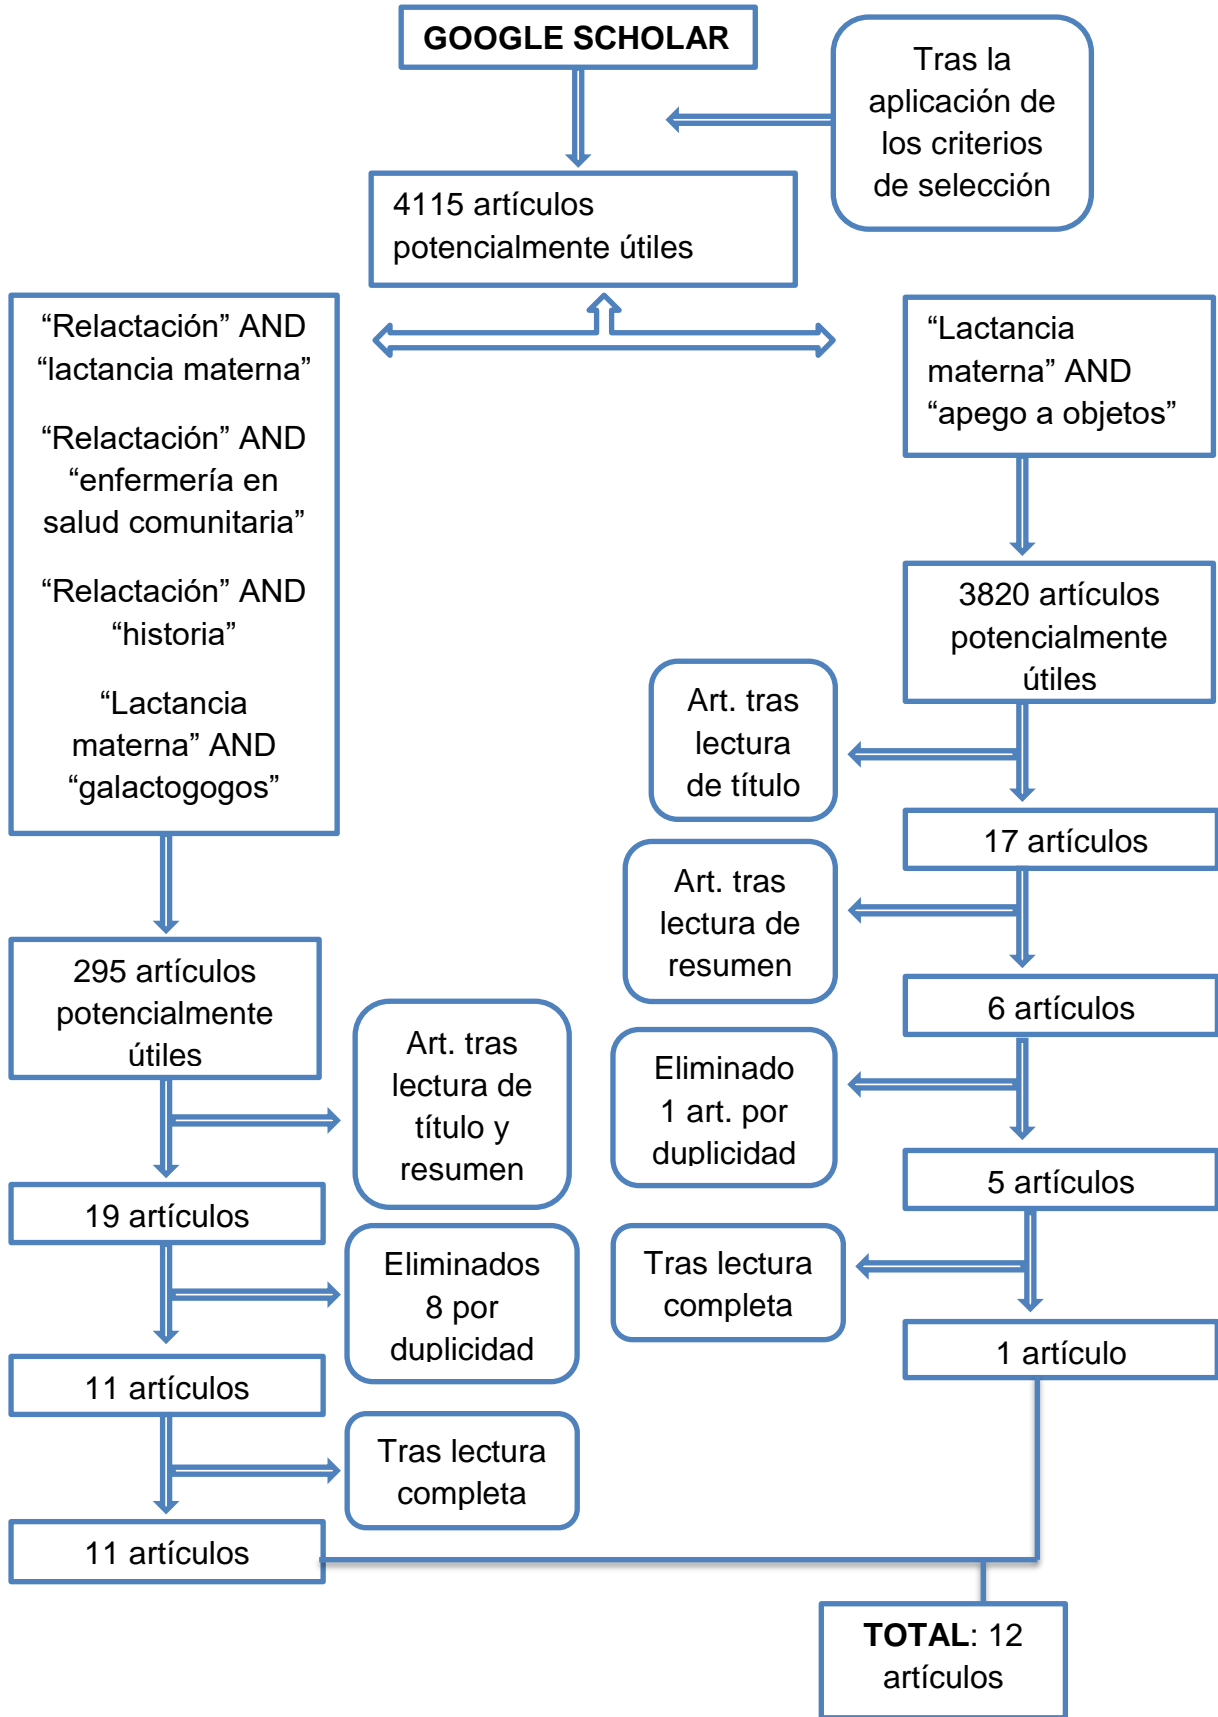 GOOGLE SCHOLAR
Tras la
aplicación de
los criterios
de selección
4115 artículos
potencialmente útiles
“Relactación” AND
“lactancia materna”
“Relactación” AND
“enfermería en
salud comunitaria”
“Relactación” AND
“historia”
“Lactancia
materna” AND
“galactogogos”
295 artículos
potencialmente
útiles
Art. tras
lectura de
título y
resumen
19 artículos
Eliminados
8 por
duplicidad
11 artículos
Tras lectura
completa
11 artículos
“Lactancia
materna” AND
“apego a objetos”
3820 artículos
potencialmente
útiles
Art. tras
lectura
de título
17 artículos
Art. tras
lectura de
resumen
6 artículos
Eliminado
1 art. por
duplicidad
5 artículos
Tras lectura
completa
1 artículo
TOTAL: 12
artículos